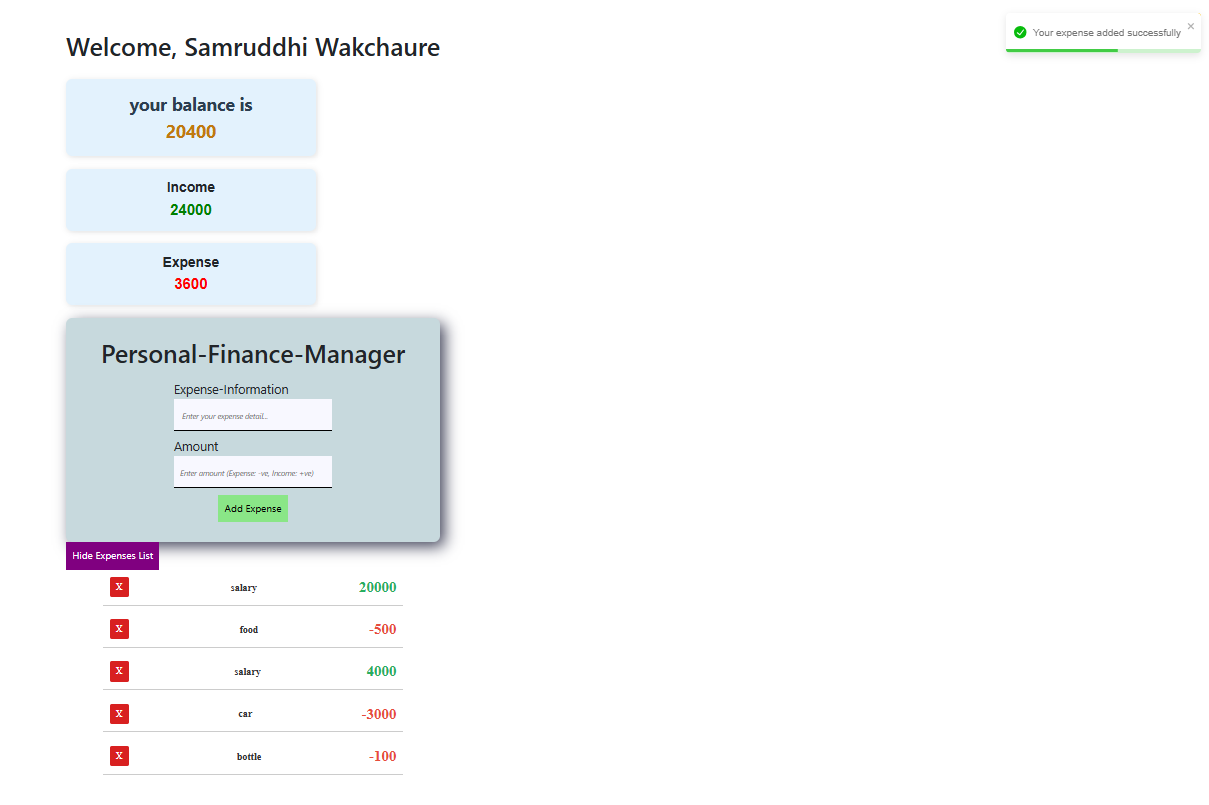 Welcome, Samruddhi Wakchaure
Your expense added successfully
your balance is
20400
Income
24000
Expense
3600
Personal-Finance-Manager
Expense-Information
Enter your expense detail...
Amount
Enter amount (Expense: -ve, Income: +ve)
Add Expense
Hide Expenses List
X salary 20000
X food -500
X salary 4000
X car -3000
X bottle -100